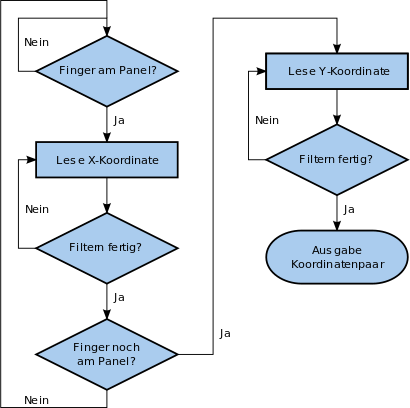 Nein
Finger am Panel?
Ja
Lese X-Koordinate
Nein
Filtern fertig?
Ja
Finger noch
am Panel?
Nein
Ja
Lese Y-Koordinate
Nein
Filtern fertig?
Ja
Ausgabe
Koordinatenpaar